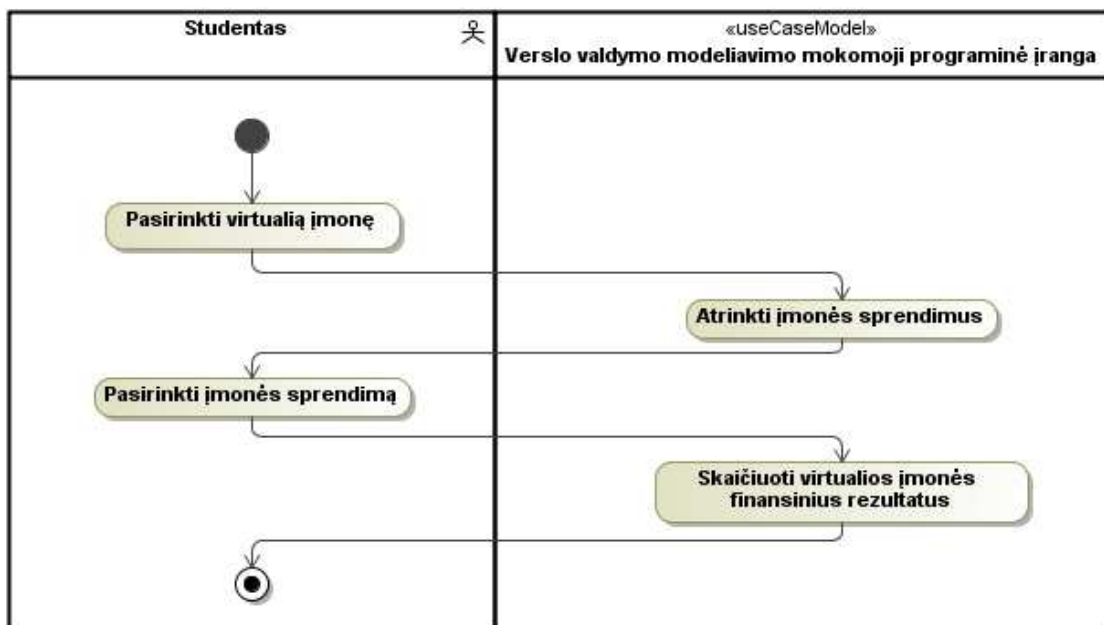 Studentas
«useCaseModel»
Verslo valdymo modeliavimo mokomoji programinė įranga
Pasirinkti virtualią įmonę
Atrinkti įmonės sprendimus
Pasirinkti įmonės sprendimą
Skaičiuoti virtualios įmonės
finansinius rezultatus